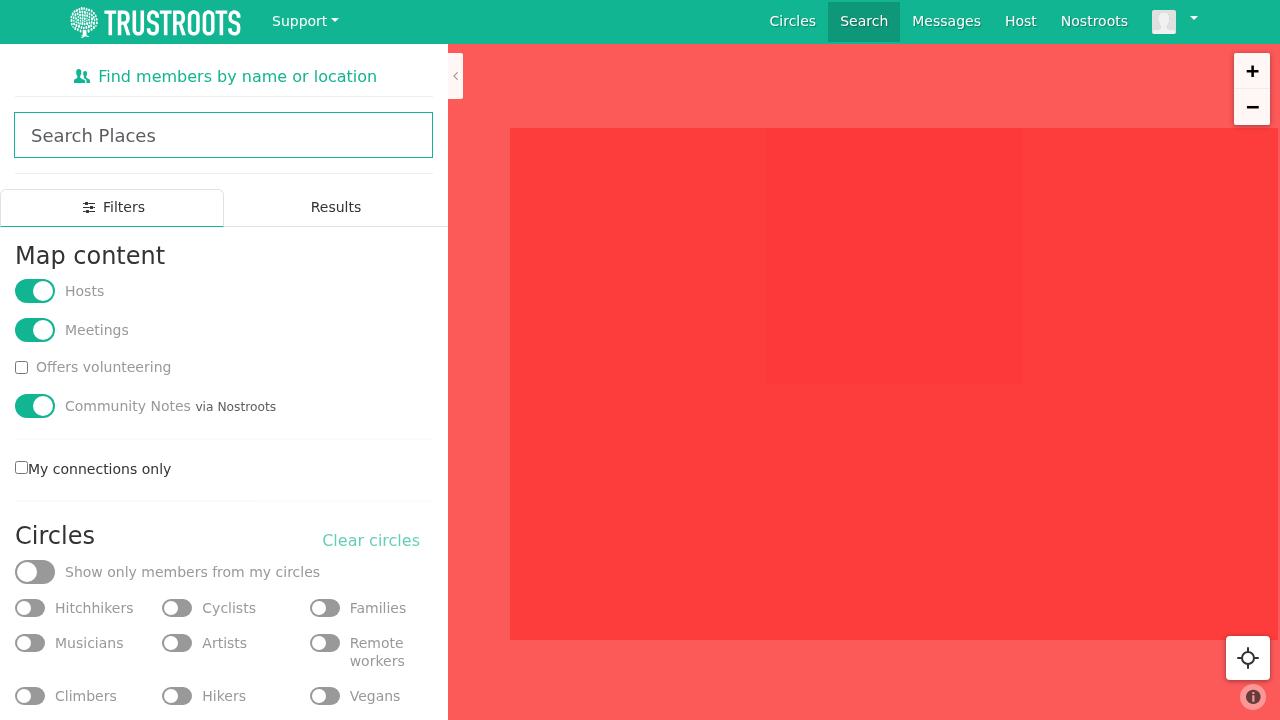 TRUSTROOTS Support Circles Search Messages Host Nostroots
Find members by name or location
Search Places
Filters Results
Map content
Hosts
Meetings
Offers volunteering
Community Notes via Nostroots
My connections only
Circles Clear circles
Show only members from my circles
Hitchhikers Cyclists Families
Musicians Artists Remote workers
Climbers Hikers Vegans
+
−